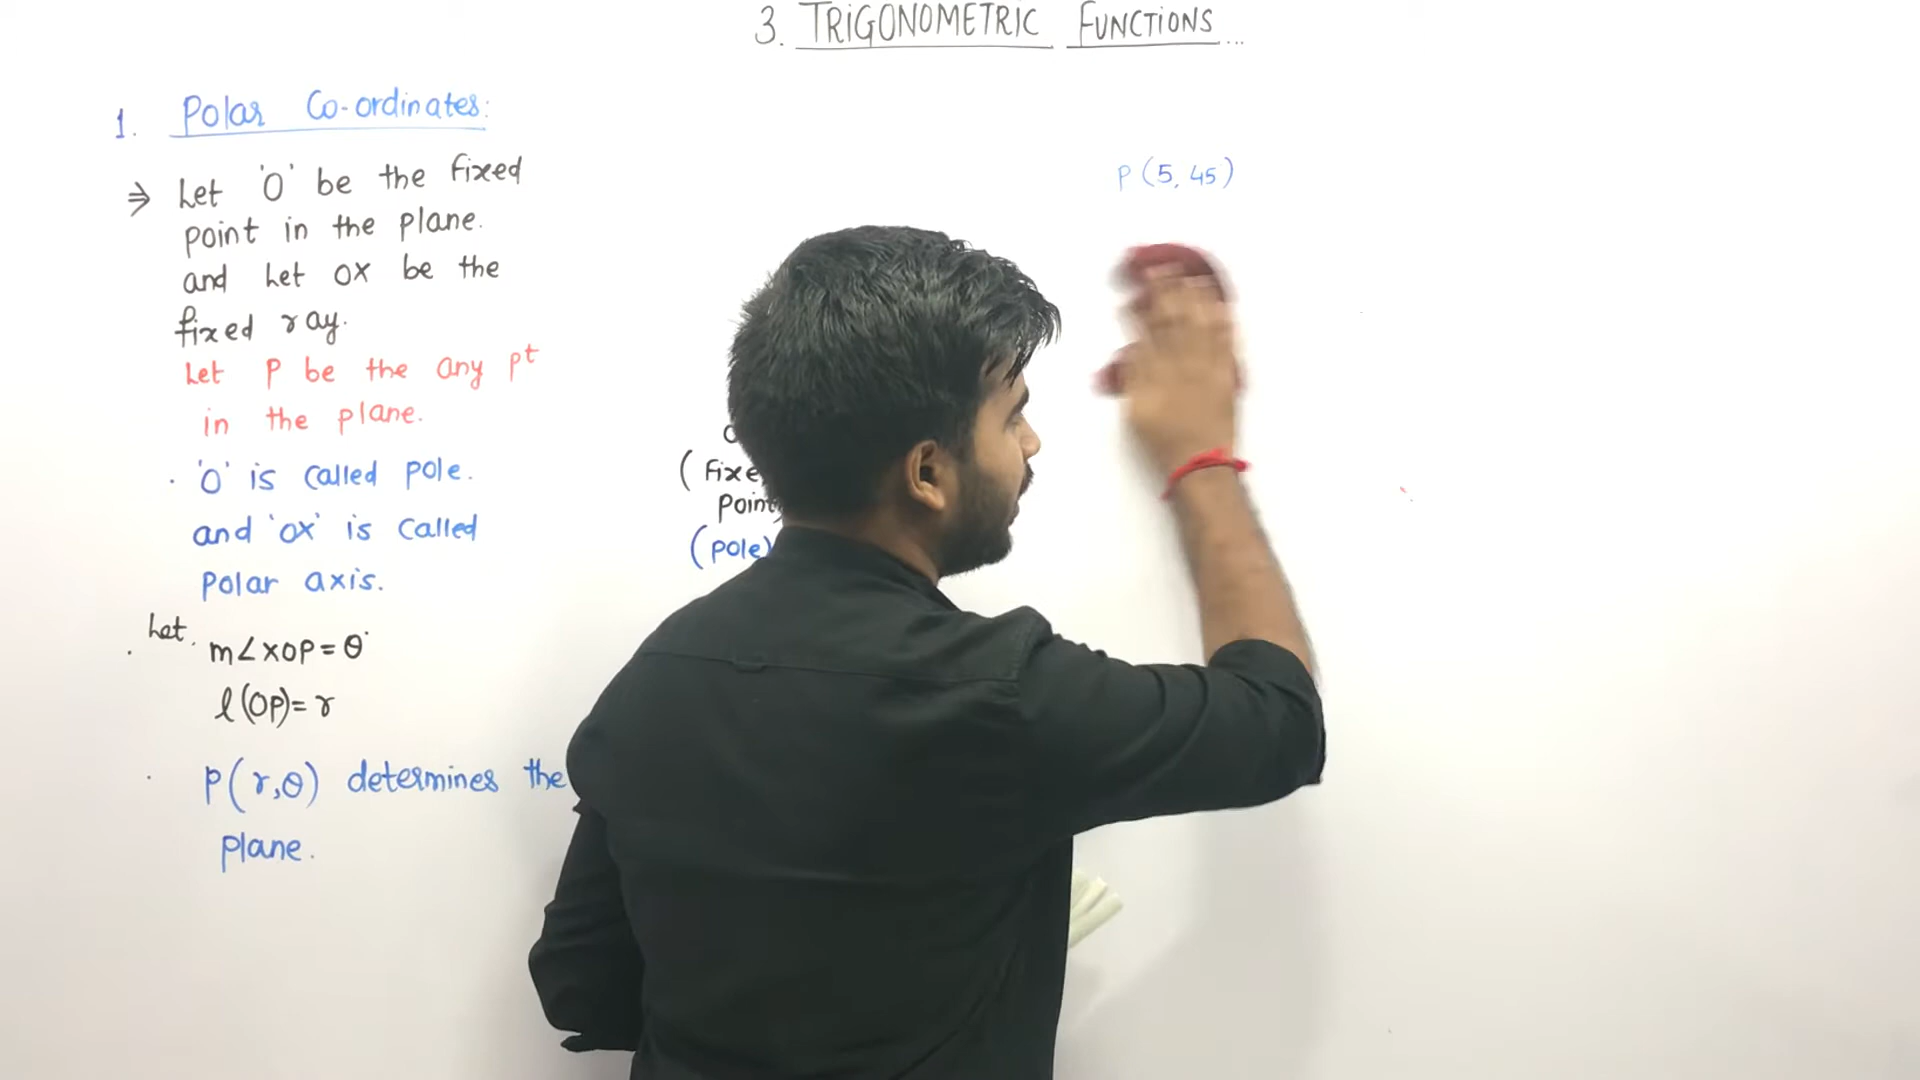 3. TRIGONOMETRIC FUNCTIONS...
1. Polar Co-ordinates:
⇒ Let 'O' be the fixed
point in the plane.
and Let OX be the
fixed ray.
Let P be the any pt
in the plane.
. 'O' is called pole.
and 'OX' is called
Polar axis.
. Let.
m∠XOP = θ°
l(OP) = r
. P(r,θ) determines the
plane.
P (5, 45)
(
Point
(Pole)